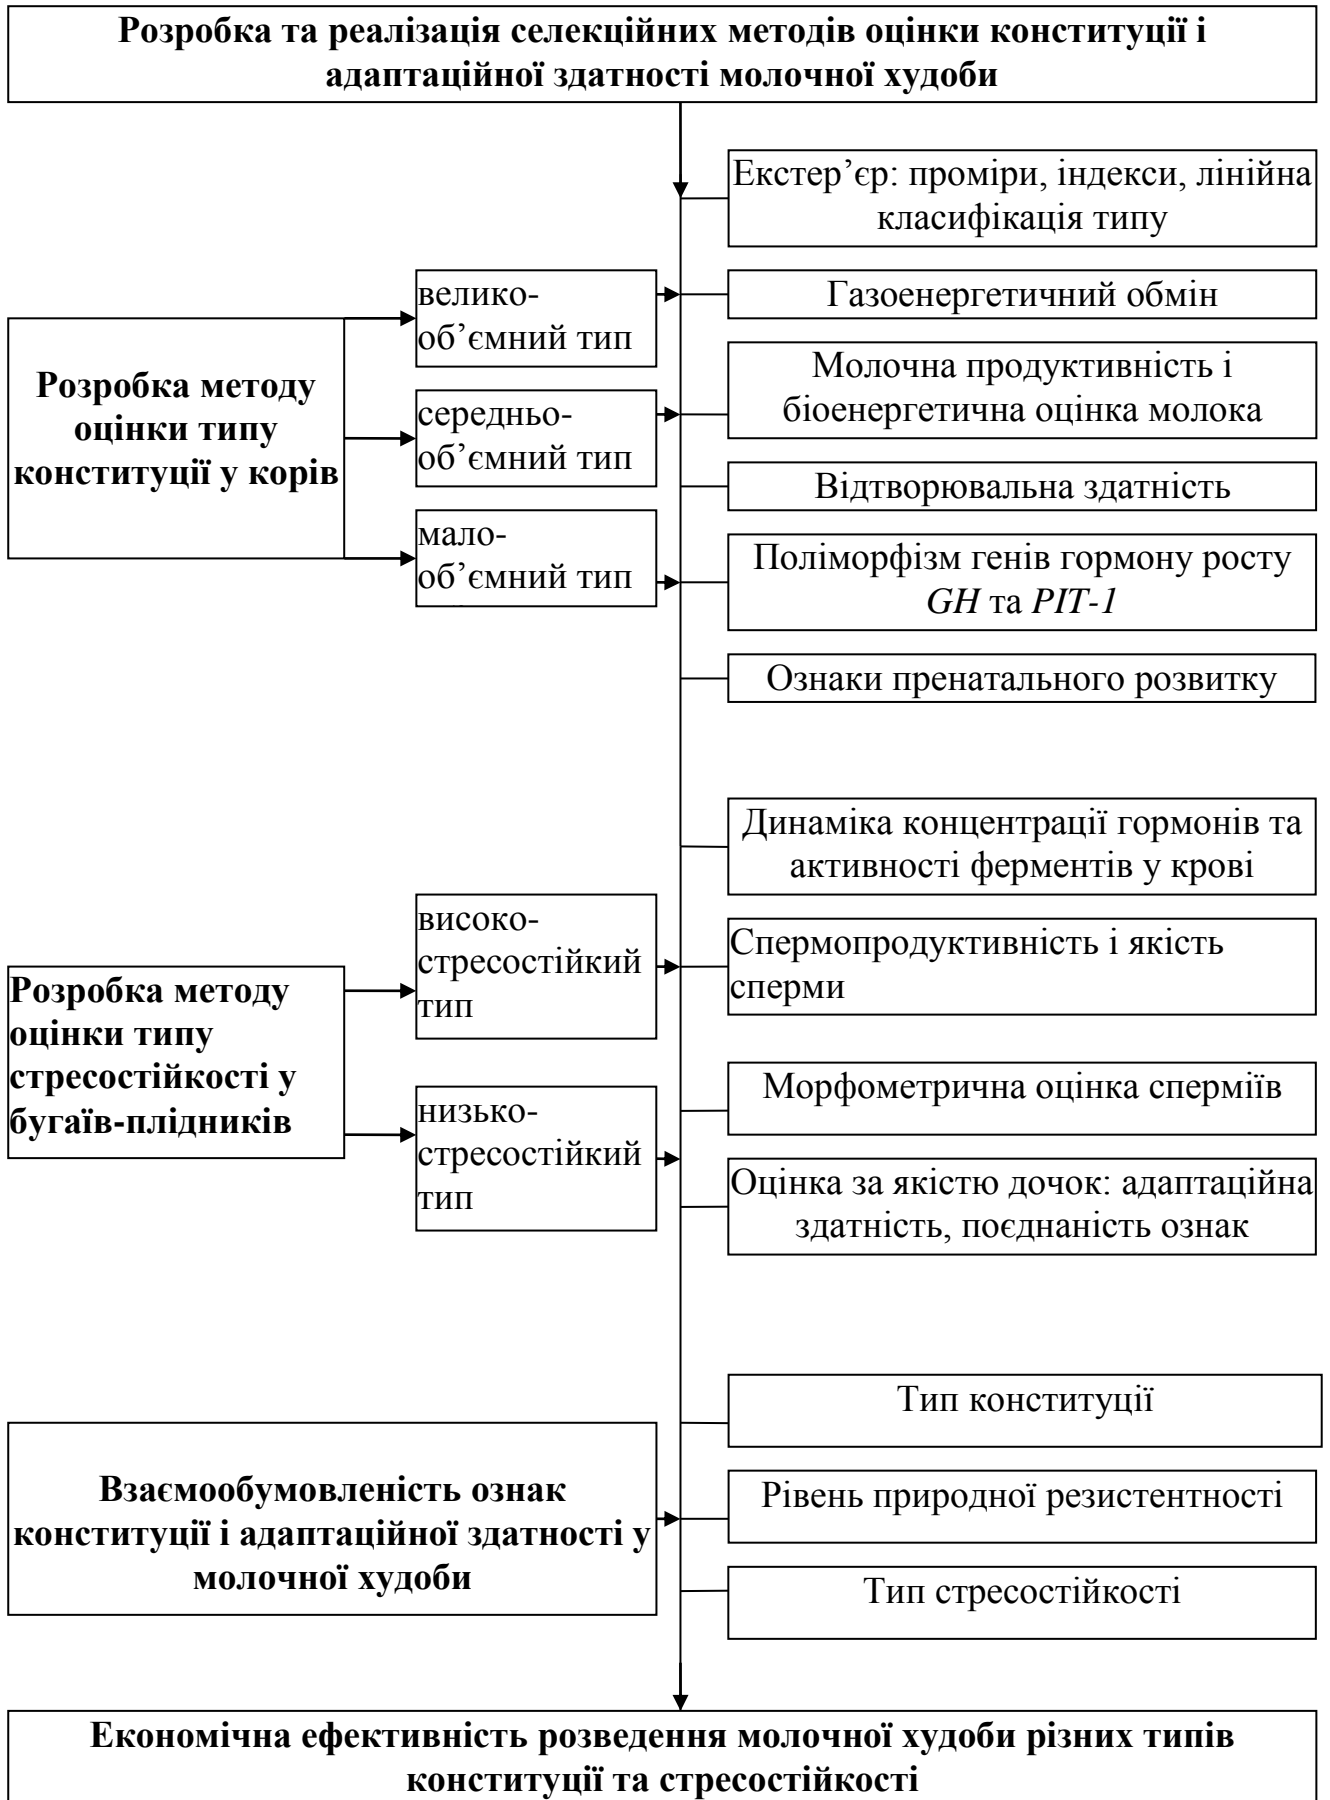 Розробка та реалізація селекційних методів оцінки конституції і
адаптаційної здатності молочної худоби
Екстер’єр: проміри, індекси, лінійна
класифікація типу
велико-
об’ємний тип
Газоенергетичний обмін
Розробка методу
оцінки типу
конституції у корів
середньо-
об’ємний тип
Молочна продуктивність і
біоенергетична оцінка молока
Відтворювальна здатність
мало-
об’ємний тип
Поліморфізм генів гормону росту
GH та PIT-1
Ознаки пренатального розвитку
Динаміка концентрації гормонів та
активності ферментів у крові
високо-
стресостійкий
тип
Спермопродуктивність і якість
сперми
Розробка методу
оцінки типу
стресостійкості у
бугаїв-плідників
Морфометрична оцінка сперміїв
низько-
стресостійкий
тип
Оцінка за якістю дочок: адаптаційна
здатність, поєднаність ознак
Тип конституції
Взаємообумовленість ознак
конституції і адаптаційної здатності у
молочної худоби
Рівень природної резистентності
Тип стресостійкості
Економічна ефективність розведення молочної худоби різних типів
конституції та стресостійкості